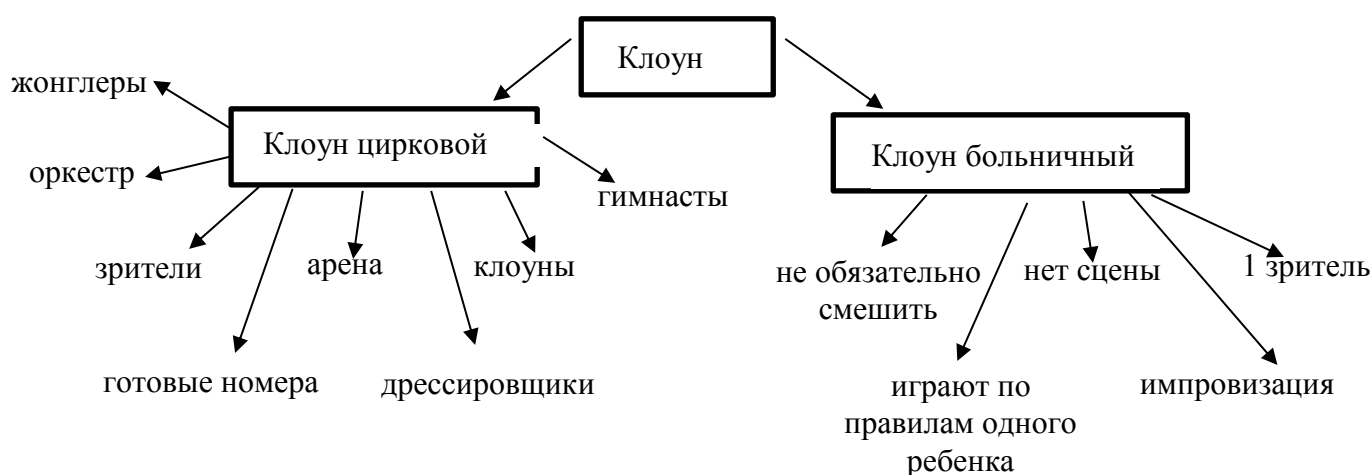 Клоун
жонглеры
Клоун цирковой
Клоун больничный
оркестр
гимнасты
зрители
арена
клоуны
не обязательно
смешить
нет сцены
1 зритель
готовые номера
дрессировщики
играют по
правилам одного
ребенка
импровизация